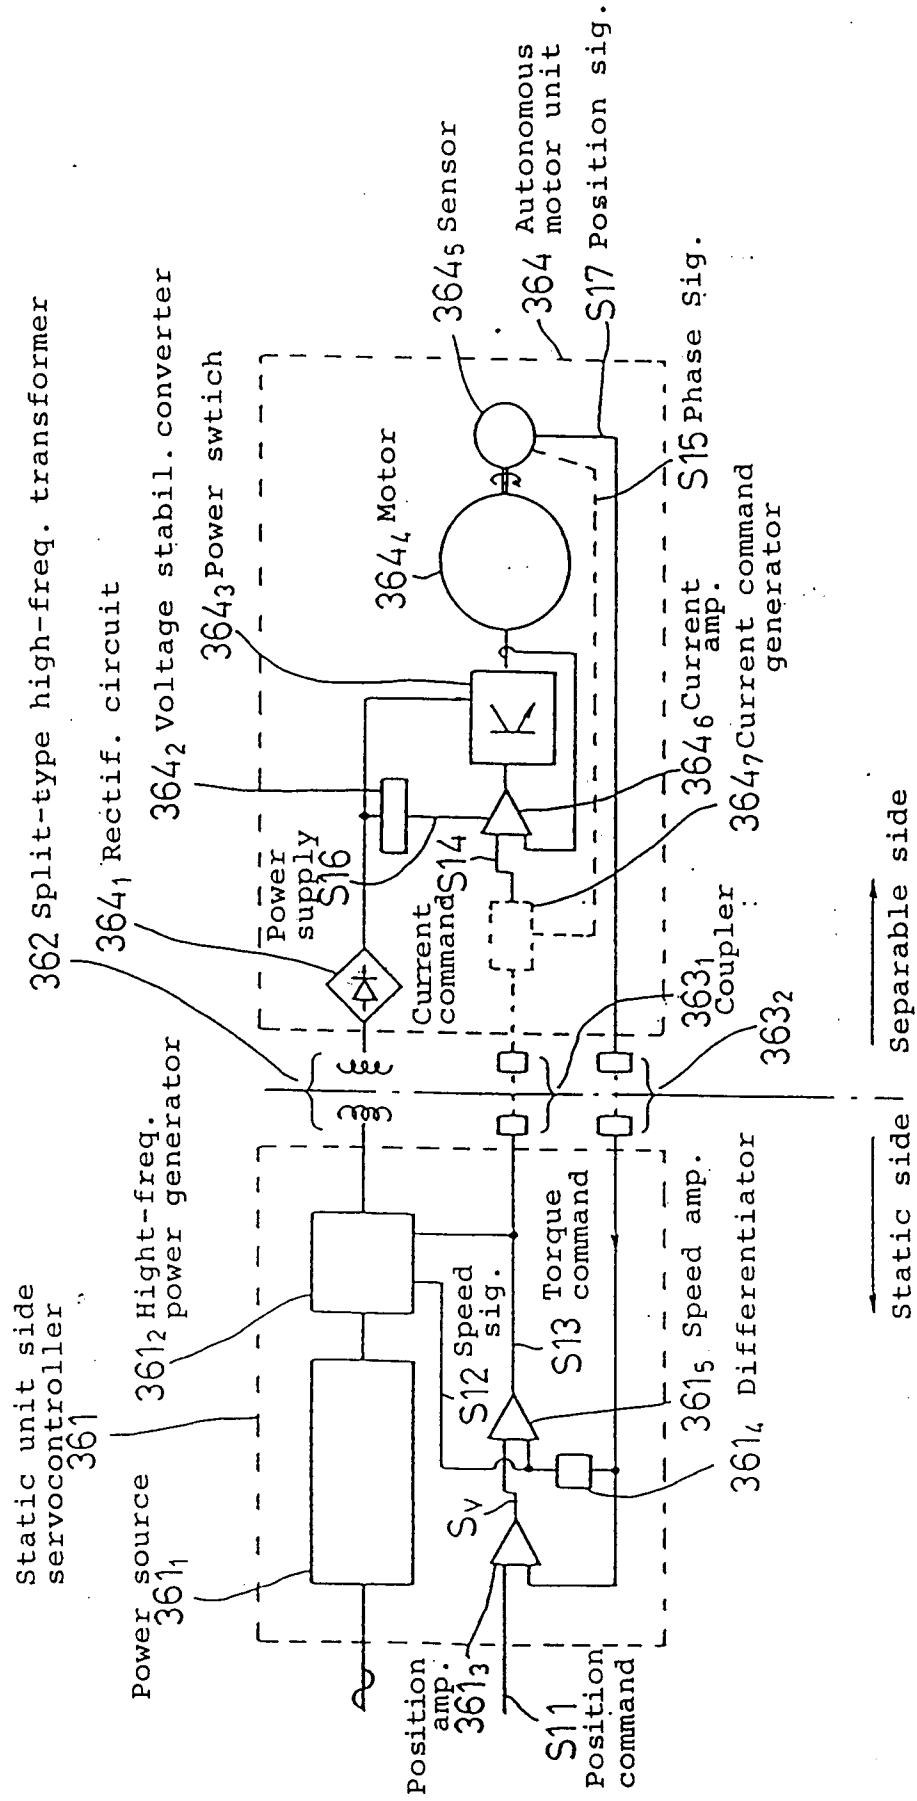 Static unit side
servocontroller
361
Power source
361₁
361₂ Hight-freq.
power generator
362 Split-type high-freq. transformer
364₁ Rectif. circuit
364₂ Voltage stabil. converter
364₃ Power swtich
364₄ Motor
364₅ Sensor
364 Autonomous
motor unit
S17 Position sig.
S15 Phase sig.
364₆ Current
amp.
364₇ Current command
generator
Power
supply
S16
Current
command
S14
363₁
Coupler
363₂
Position
amp.
361₃
S11
Position
command
Sᵥ
S12 Speed
sig.
S13 Torque
command
361₅ Speed amp.
361₄ Differentiator
Static side
Separable side